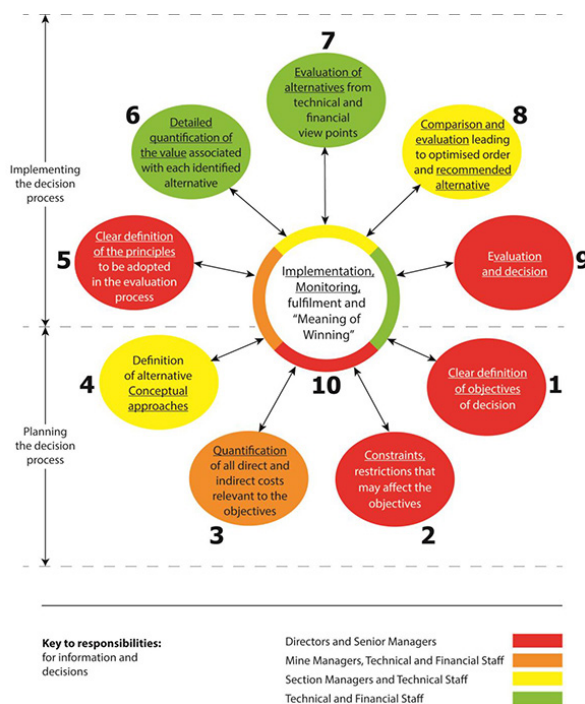 7
Evaluation of
alternatives from
technical and
financial
view points
6
Detailed
quantification of
the value associated
with each identified
alternative
8
Comparison and
evaluation leading
to optimised order
and recommended
alternative
Implementing
the decision
process
5
Clear definition
of the principles
to be adopted
in the evaluation
process
Implementation,
Monitoring,
fulfilment and
“Meaning of
Winning”
10
9
Evaluation
and decision
4
Definition
of alternative
Conceptual
approaches
1
Clear definition
of objectives
of decision
Planning
the decision
process
3
Quantification
of all direct and
indirect costs
relevant to the
objectives
2
Constraints,
restrictions that
may affect the
objectives
Key to responsibilities:
for information and
decisions
Directors and Senior Managers
Mine Managers, Technical and Financial Staff
Section Managers and Technical Staff
Technical and Financial Staff